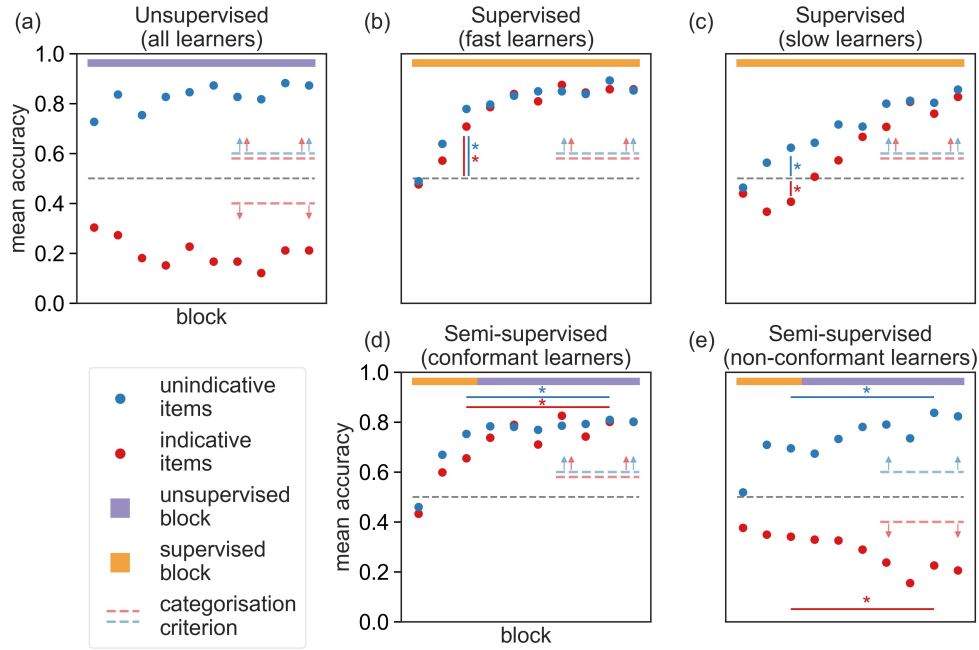 (a)
Unsupervised
(all learners)
(b)
Supervised
(fast learners)
(c)
Supervised
(slow learners)
mean accuracy
1.0
0.8
0.6
0.4
0.2
0.0
block
*
*
*
*
(d)
Semi-supervised
(conformant learners)
(e)
Semi-supervised
(non-conformant learners)
mean accuracy
1.0
0.8
0.6
0.4
0.2
0.0
block
*
*
*
*
unindicative
items
indicative
items
unsupervised
block
supervised
block
categorisation
criterion